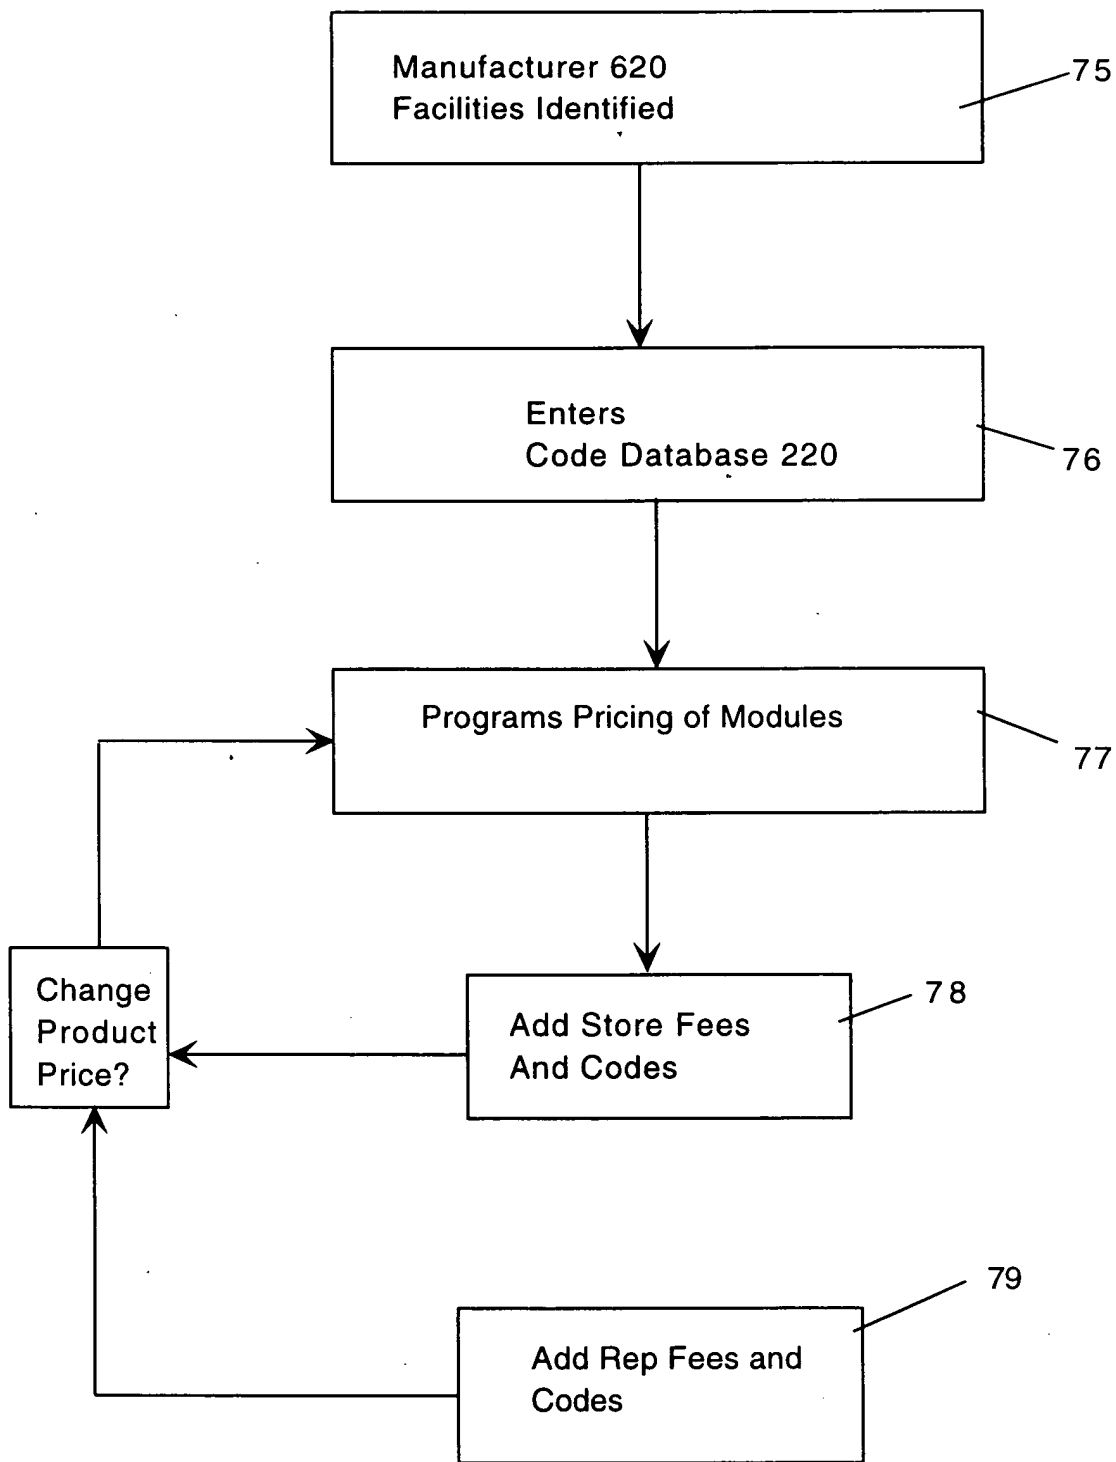 Manufacturer 620
Facilities Identified
75
Enters
Code Database 220
76
Programs Pricing of Modules
77
Change
Product
Price?
Add Store Fees
And Codes
78
79
Add Rep Fees and
Codes